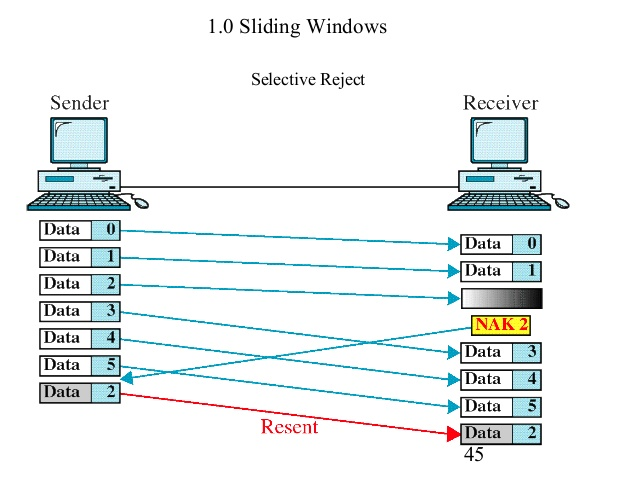 1.0 Sliding Windows
Selective Reject
Sender
Receiver
Data 0
Data 1
Data 2
Data 3
Data 4
Data 5
Data 2
Data 0
Data 1
NAK 2
Data 3
Data 4
Data 5
Data 2
Resent
45